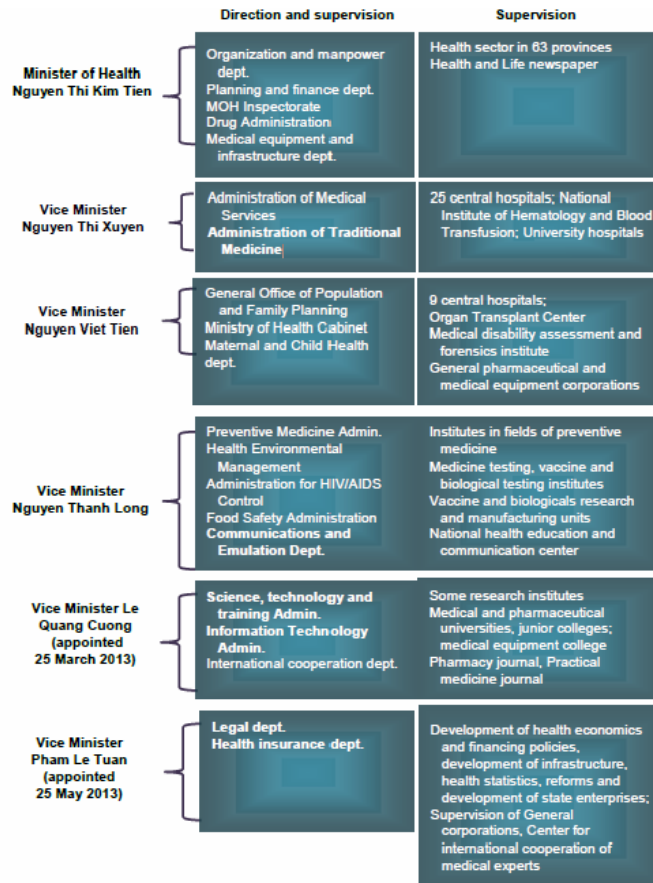 Direction and supervision
Supervision
Minister of Health
Nguyen Thi Kim Tien
Organization and manpower
dept.
Planning and finance dept.
MOH Inspectorate
Drug Administration
Medical equipment and
infrastructure dept.
Health sector in 63 provinces
Health and Life newspaper
Vice Minister
Nguyen Thi Xuyen
Administration of Medical
Services
Administration of Traditional
Medicine
25 central hospitals; National
Institute of Hematology and Blood
Transfusion; University hospitals
Vice Minister
Nguyen Viet Tien
General Office of Population
and Family Planning
Ministry of Health Cabinet
Maternal and Child Health
dept.
9 central hospitals;
Organ Transplant Center
Medical disability assessment and
forensics institute
General pharmaceutical and
medical equipment corporations
Vice Minister
Nguyen Thanh Long
Preventive Medicine Admin.
Health Environmental
Management
Administration for HIV/AIDS
Control
Food Safety Administration
Communications and
Emulation Dept.
Institutes in fields of preventive
medicine
Medicine testing, vaccine and
biological testing institutes
Vaccine and biologicals research
and manufacturing units
National health education and
communication center
Vice Minister Le
Quang Cuong
(appointed
25 March 2013)
Science, technology and
training Admin.
Information Technology
Admin.
International cooperation dept.
Some research institutes
Medical and pharmaceutical
universities, junior colleges;
medical equipment college
Pharmacy journal, Practical
medicine journal
Vice Minister
Pham Le Tuan
(appointed
25 May 2013)
Legal dept.
Health insurance dept.
Development of health economics
and financing policies,
development of infrastructure,
health statistics, reforms and
development of state enterprises;
Supervision of General
corporations, Center for
international cooperation of
medical experts